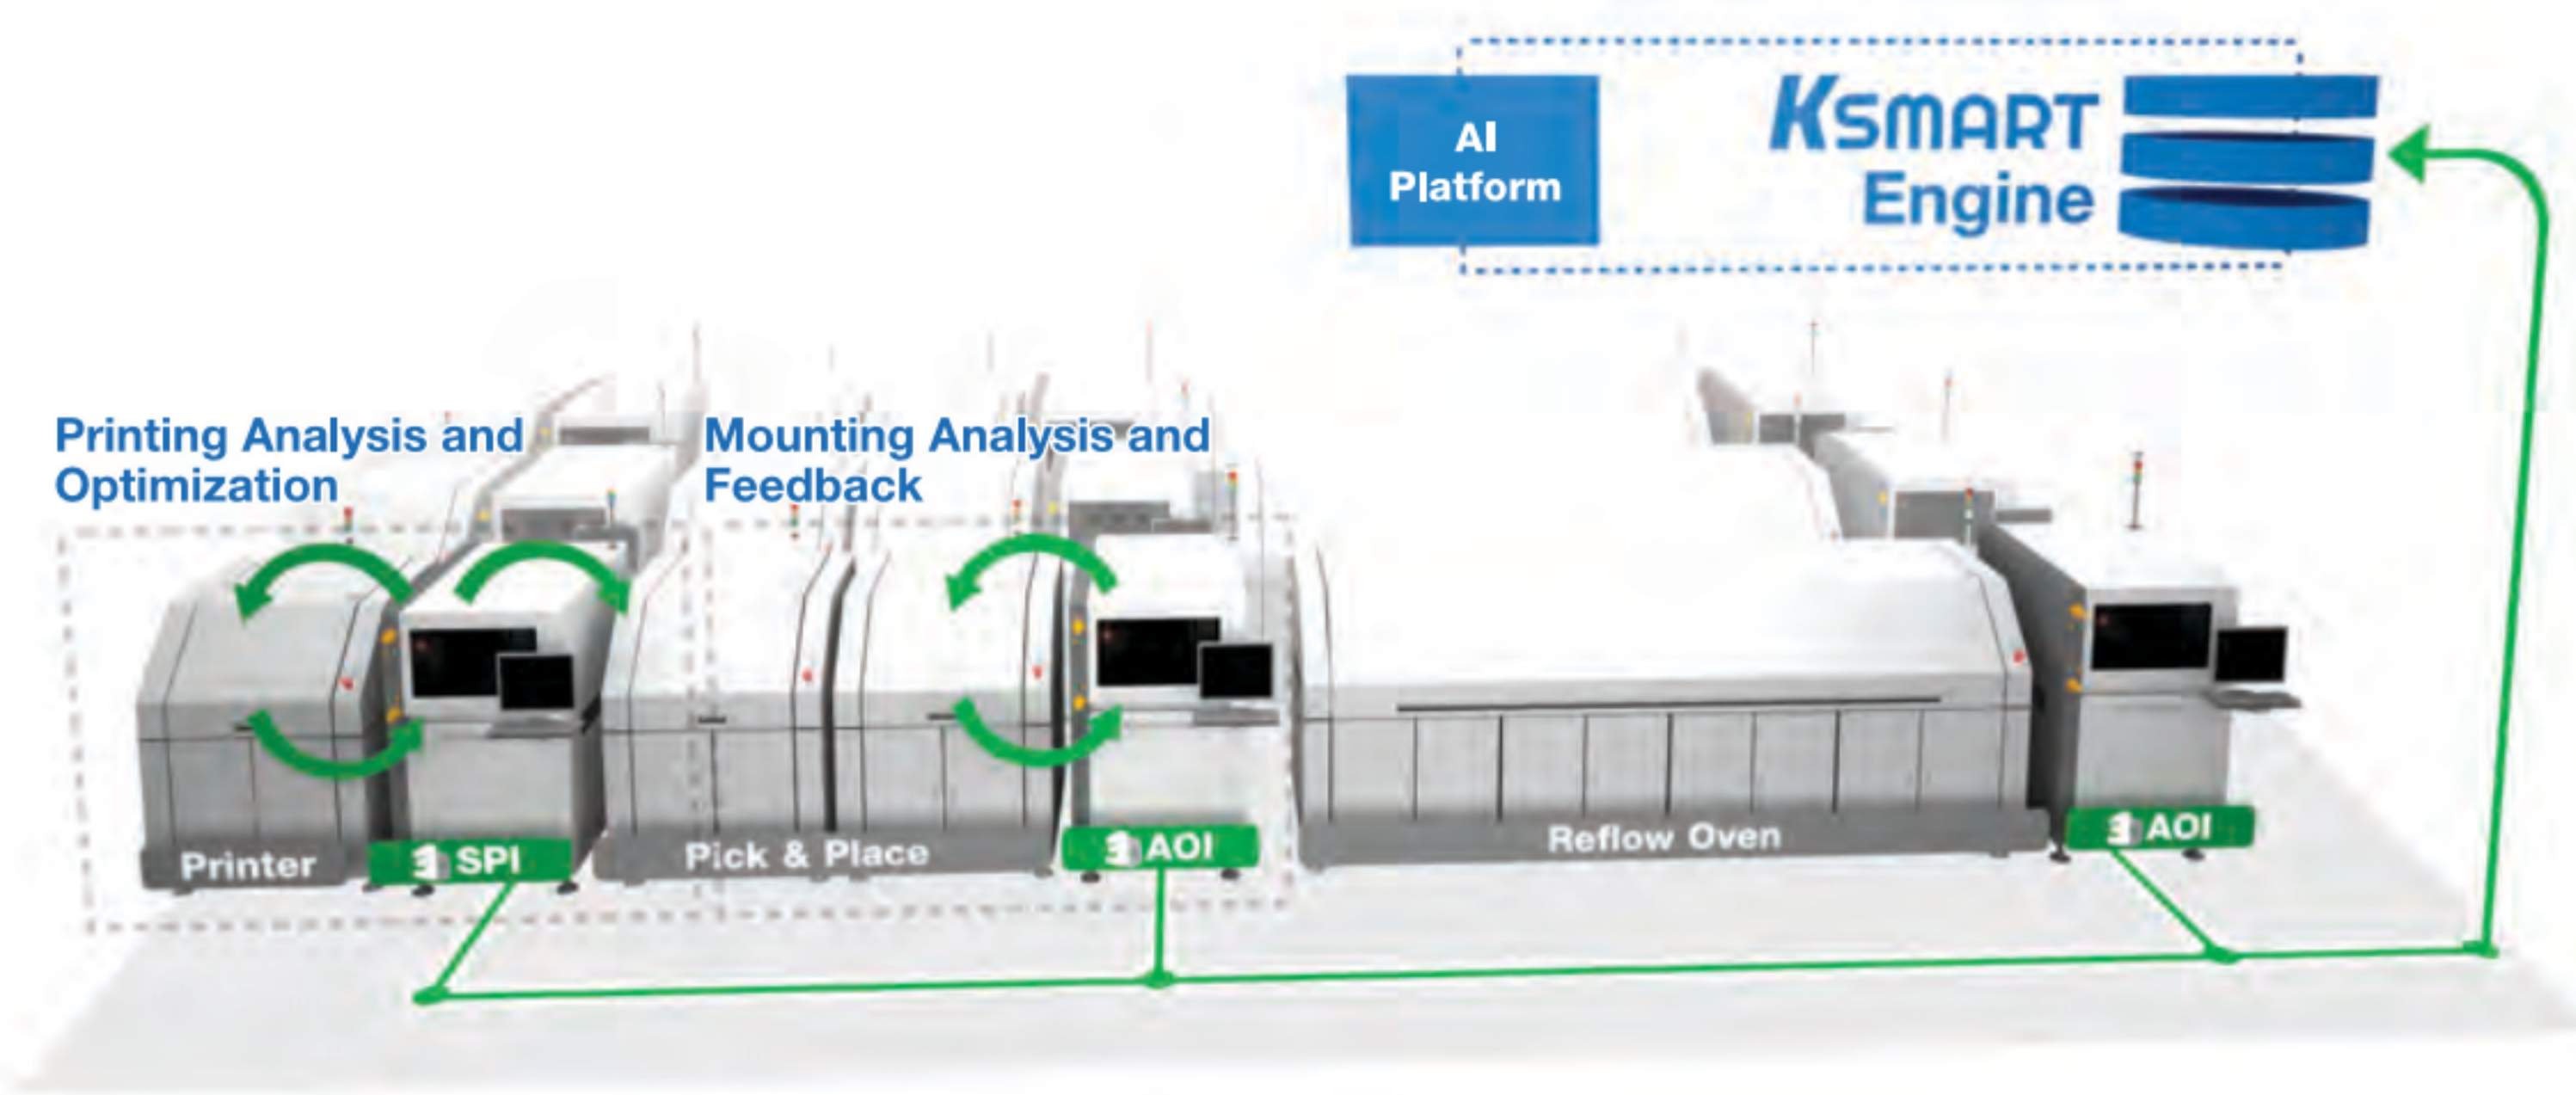 AI
Platform
KSMART
Engine
Printing Analysis and
Optimization
Mounting Analysis and
Feedback
Printer
SPI
Pick & Place
AOI
Reflow Oven
AOI